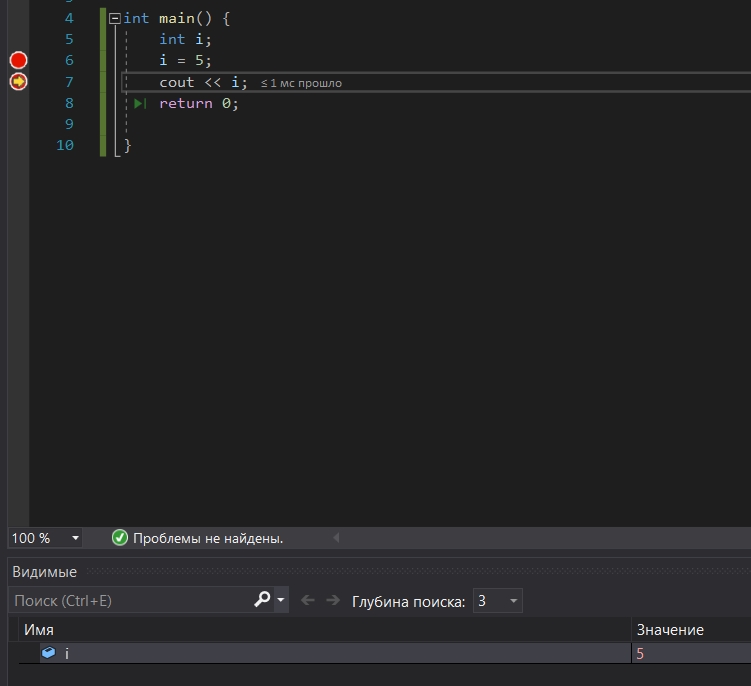 4 int main() {
5 int i;
6 i = 5;
7 cout << i; ≤ 1 мс прошло
8 return 0;
9
10 }
100 % Проблемы не найдены.
Видимые
Поиск (Ctrl+E) Глубина поиска: 3
Имя Значение
i 5